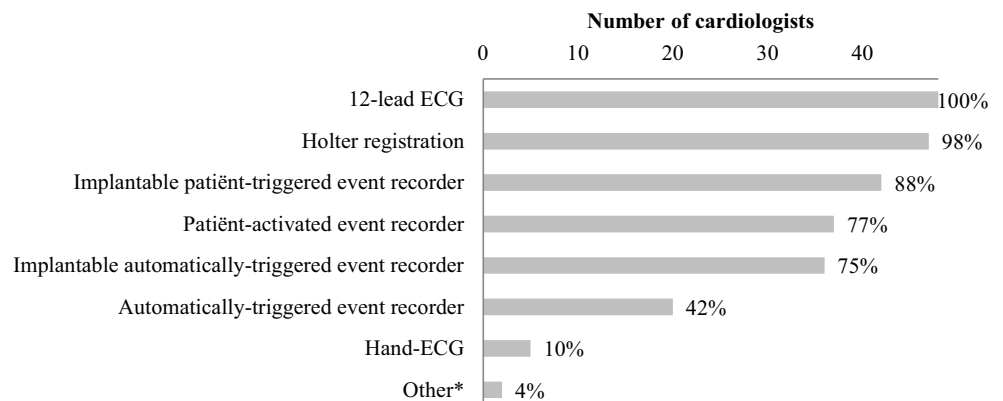 Number of cardiologists
0 10 20 30 40
12-lead ECG 100%
Holter registration 98%
Implantable patiënt-triggered event recorder 88%
Patiënt-activated event recorder 77%
Implantable automatically-triggered event recorder 75%
Automatically-triggered event recorder 42%
Hand-ECG 10%
Other* 4%